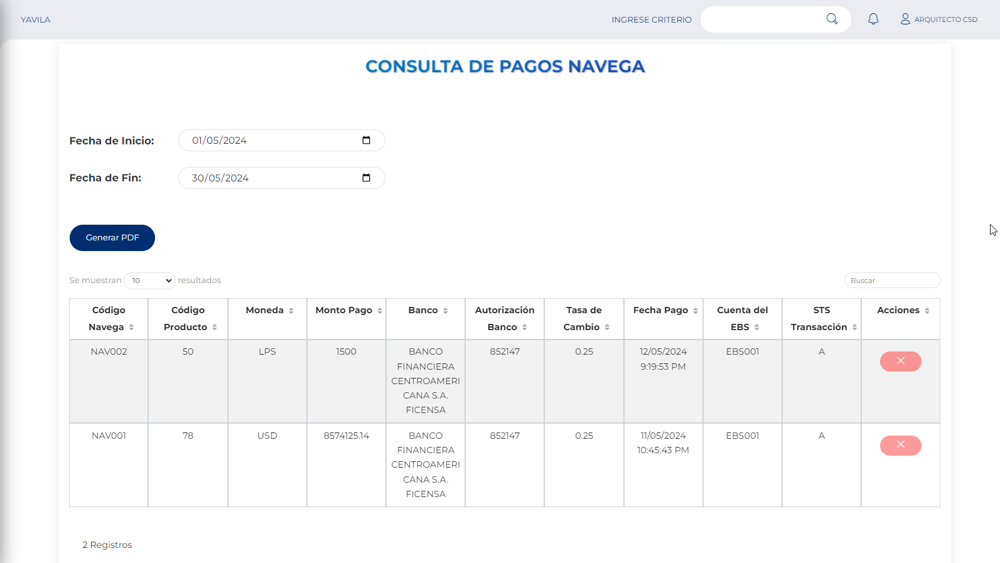 YAVILA
INGRESE CRITERIO
ARQUITECTO CSD
CONSULTA DE PAGOS NAVEGA
Fecha de Inicio:
01/05/2024
Fecha de Fin:
30/05/2024
Generar PDF
Se muestran 10 resultados
Buscar
Código Navega
Código Producto
Moneda
Monto Pago
Banco
Autorización Banco
Tasa de Cambio
Fecha Pago
Cuenta del EBS
STS Transacción
Acciones
NAV002
50
LPS
1500
BANCO
FINANCIERA
CENTROAMERI
CANA S.A.
FICENSA
852147
0.25
12/05/2024
9:19:53 PM
EBS001
A
NAV001
78
USD
8574125.14
BANCO
FINANCIERA
CENTROAMERI
CANA S.A.
FICENSA
852147
0.25
11/05/2024
10:45:43 PM
EBS001
A
2 Registros